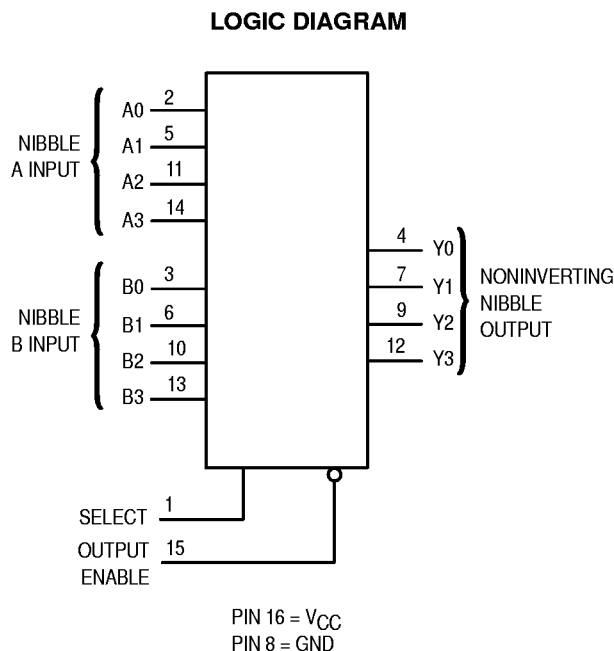 LOGIC DIAGRAM
NIBBLE
A INPUT
A0 2
A1 5
A2 11
A3 14
NIBBLE
B INPUT
B0 3
B1 6
B2 10
B3 13
4 Y0
7 Y1
9 Y2
12 Y3
NONINVERTING
NIBBLE
OUTPUT
SELECT 1
OUTPUT 15
ENABLE
PIN 16 = VCC
PIN 8 = GND